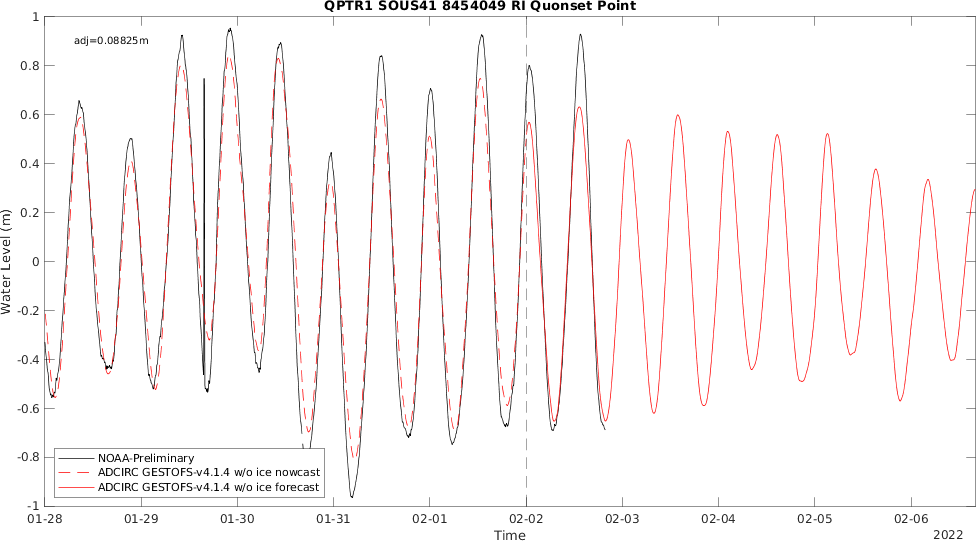 QPTR1 SOUS41 8454049 RI Quonset Point
adj=0.08825m
Water Level (m)
1
0.8
0.6
0.4
0.2
0
-0.2
-0.4
-0.6
-0.8
-1
NOAA-Preliminary
ADCIRC GESTOFS-v4.1.4 w/o ice nowcast
ADCIRC GESTOFS-v4.1.4 w/o ice forecast
01-28 01-29 01-30 01-31 02-01 02-02 02-03 02-04 02-05 02-06
Time
2022